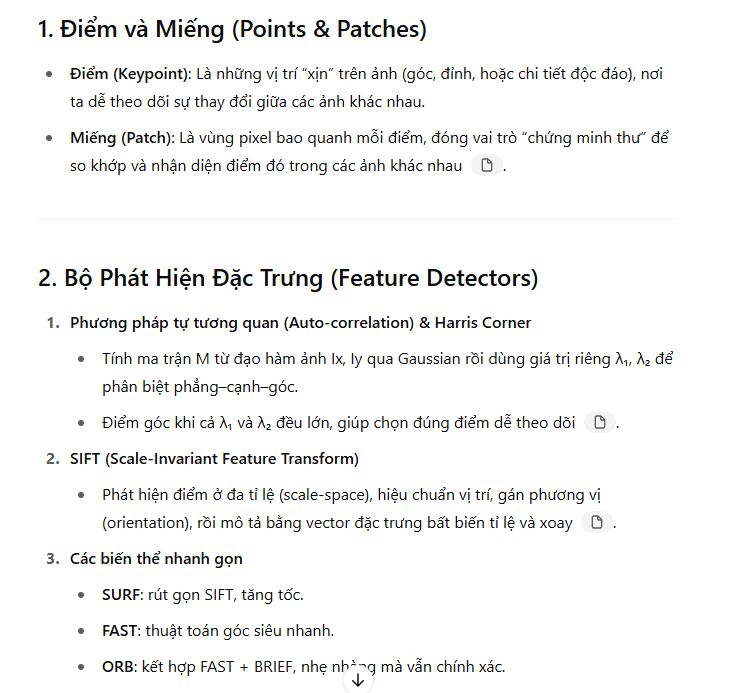 1. Điểm và Miếng (Points & Patches)
• Điểm (Keypoint): Là những vị trí “xịn” trên ảnh (góc, đỉnh, hoặc chi tiết độc đáo), nơi
ta dễ theo dõi sự thay đổi giữa các ảnh khác nhau.
• Miếng (Patch): Là vùng pixel bao quanh mỗi điểm, đóng vai trò “chứng minh thư” để
so khớp và nhận diện điểm đó trong các ảnh khác nhau .
2. Bộ Phát Hiện Đặc Trưng (Feature Detectors)
1. Phương pháp tự tương quan (Auto-correlation) & Harris Corner
• Tính ma trận M từ đạo hàm ảnh Ix, Iy qua Gaussian rồi dùng giá trị riêng λ₁, λ₂ để
phân biệt phẳng–cạnh–góc.
• Điểm góc khi cả λ₁ và λ₂ đều lớn, giúp chọn đúng điểm dễ theo dõi .
2. SIFT (Scale-Invariant Feature Transform)
• Phát hiện điểm ở đa tỉ lệ (scale-space), hiệu chuẩn vị trí, gán phương vị
(orientation), rồi mô tả bằng vector đặc trưng bất biến tỉ lệ và xoay .
3. Các biến thể nhanh gọn
• SURF: rút gọn SIFT, tăng tốc.
• FAST: thuật toán góc siêu nhanh.
• ORB: kết hợp FAST + BRIEF, nhẹ nhàng mà vẫn chính xác.